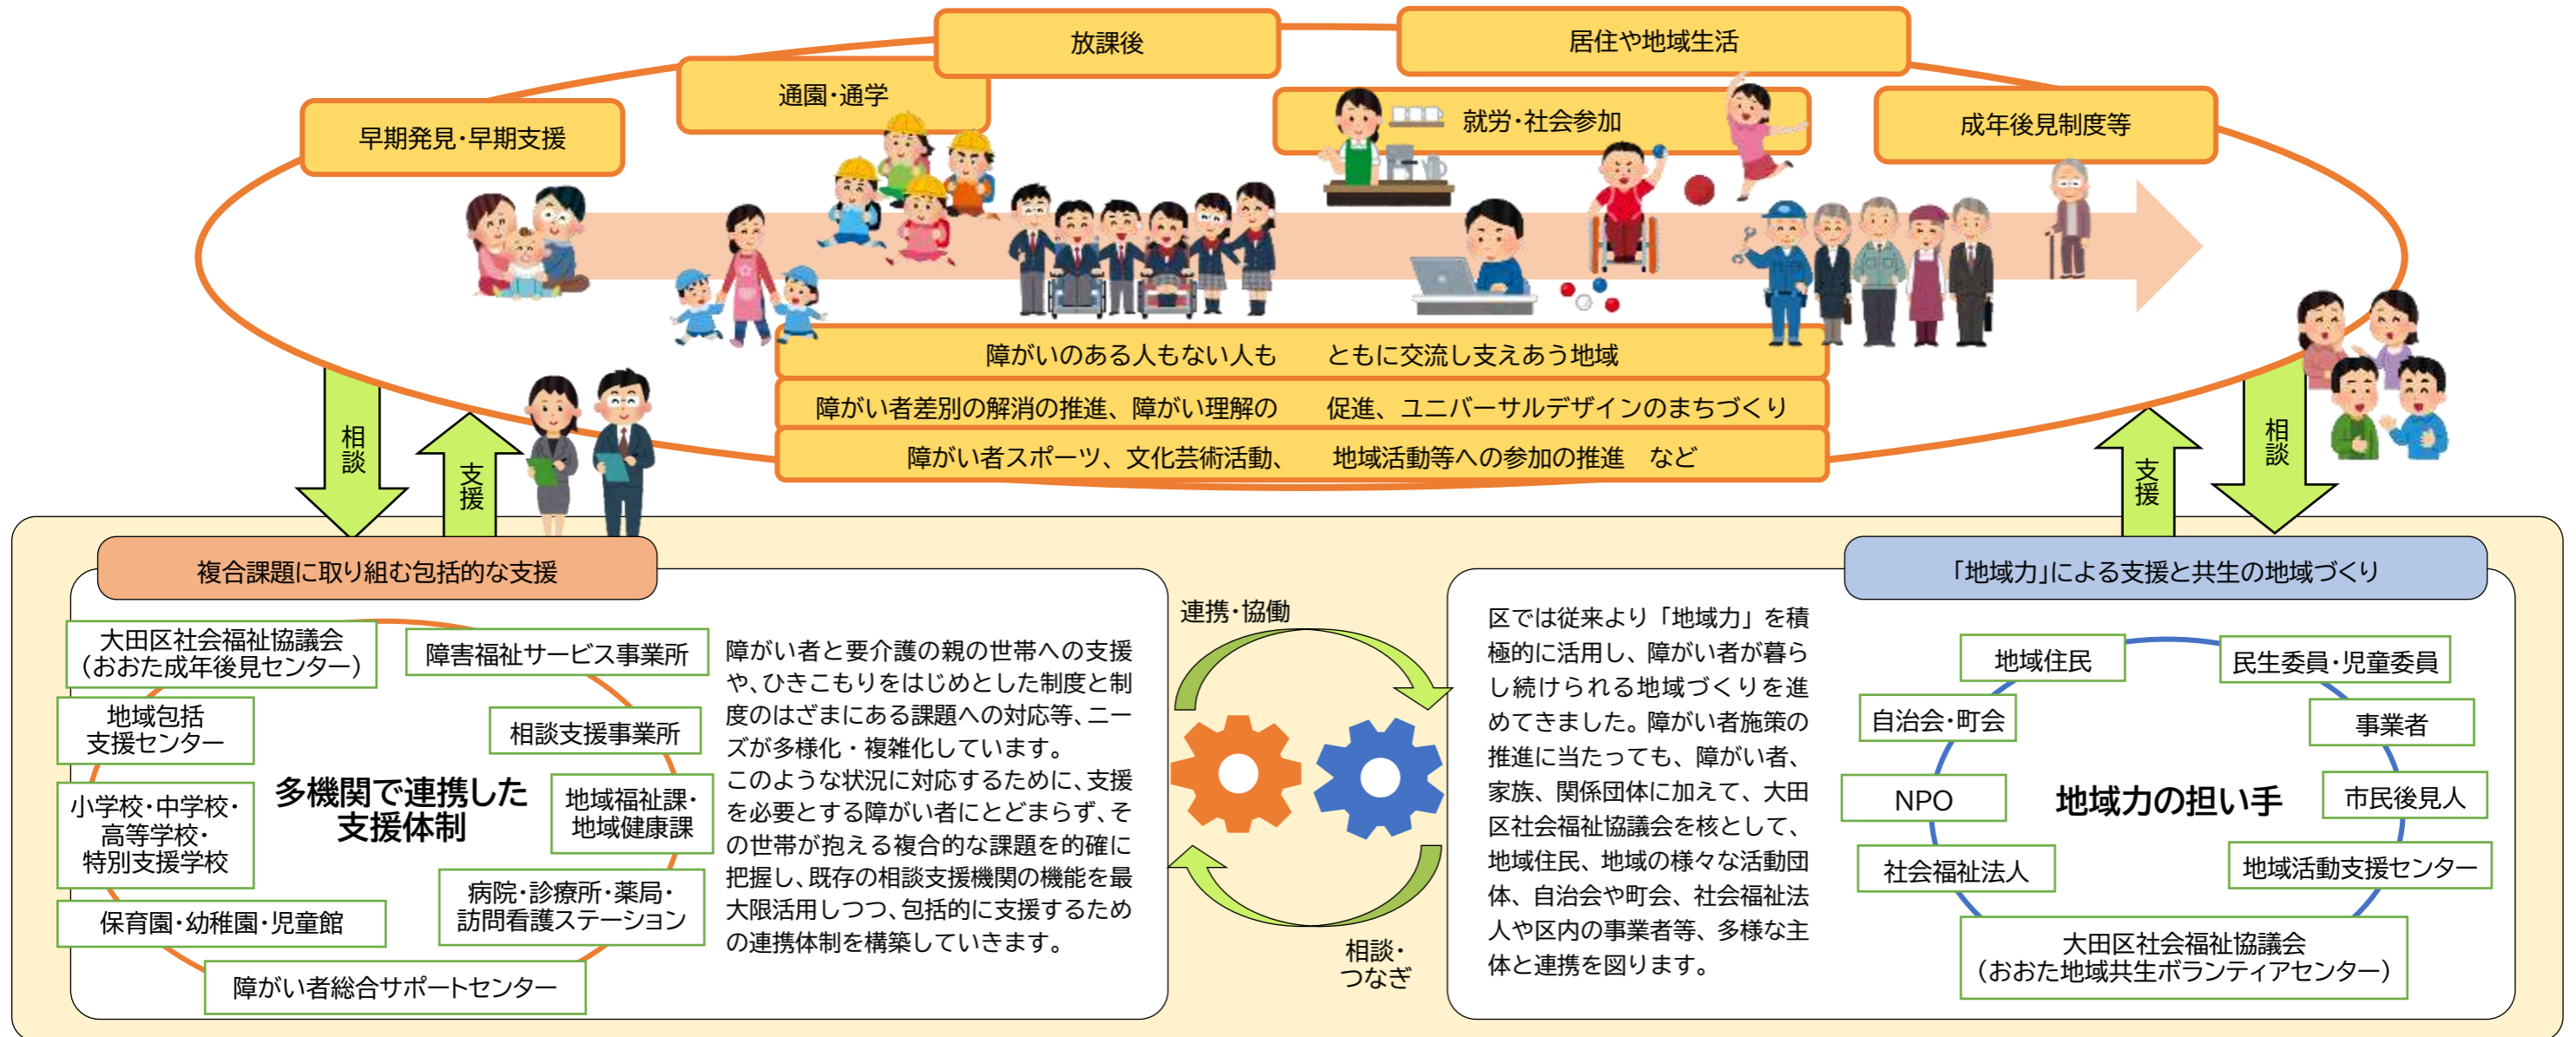 放課後
居住や地域生活
通園・通学
就労・社会参加
早期発見・早期支援
成年後見制度等
障がいのある人もない人も　ともに交流し支えあう地域
障がい者差別の解消の推進、障がい理解の　促進、ユニバーサルデザインのまちづくり
障がい者スポーツ、文化芸術活動、　地域活動等への参加の推進　など
相談
支援
支援
相談
複合課題に取り組む包括的な支援
大田区社会福祉協議会
（おおた成年後見センター）
障害福祉サービス事業所
地域包括
支援センター
相談支援事業所
小学校・中学校・
高等学校・
特別支援学校
多機関で連携した
支援体制
地域福祉課・
地域健康課
保育園・幼稚園・児童館
病院・診療所・薬局・
訪問看護ステーション
障がい者総合サポートセンター
障がい者と要介護の親の世帯への支援
や、ひきこもりをはじめとした制度と制
度のはざまにある課題への対応等、ニー
ズが多様化・複雑化しています。
このような状況に対応するために、支援
を必要とする障がい者にとどまらず、そ
の世帯が抱える複合的な課題を的確に
把握し、既存の相談支援機関の機能を最
大限活用しつつ、包括的に支援するため
の連携体制を構築していきます。
連携・協働
相談・
つなぎ
「地域力」による支援と共生の地域づくり
区では従来より「地域力」を積
極的に活用し、障がい者が暮ら
し続けられる地域づくりを進
めてきました。障がい者施策の
推進に当たっても、障がい者、
家族、関係団体に加えて、大田
区社会福祉協議会を核として、
地域住民、地域の様々な活動団
体、自治会や町会、社会福祉法
人や区内の事業者等、多様な主
体と連携を図ります。
地域住民
民生委員・児童委員
自治会・町会
事業者
NPO
地域力の担い手
市民後見人
社会福祉法人
地域活動支援センター
大田区社会福祉協議会
（おおた地域共生ボランティアセンター）